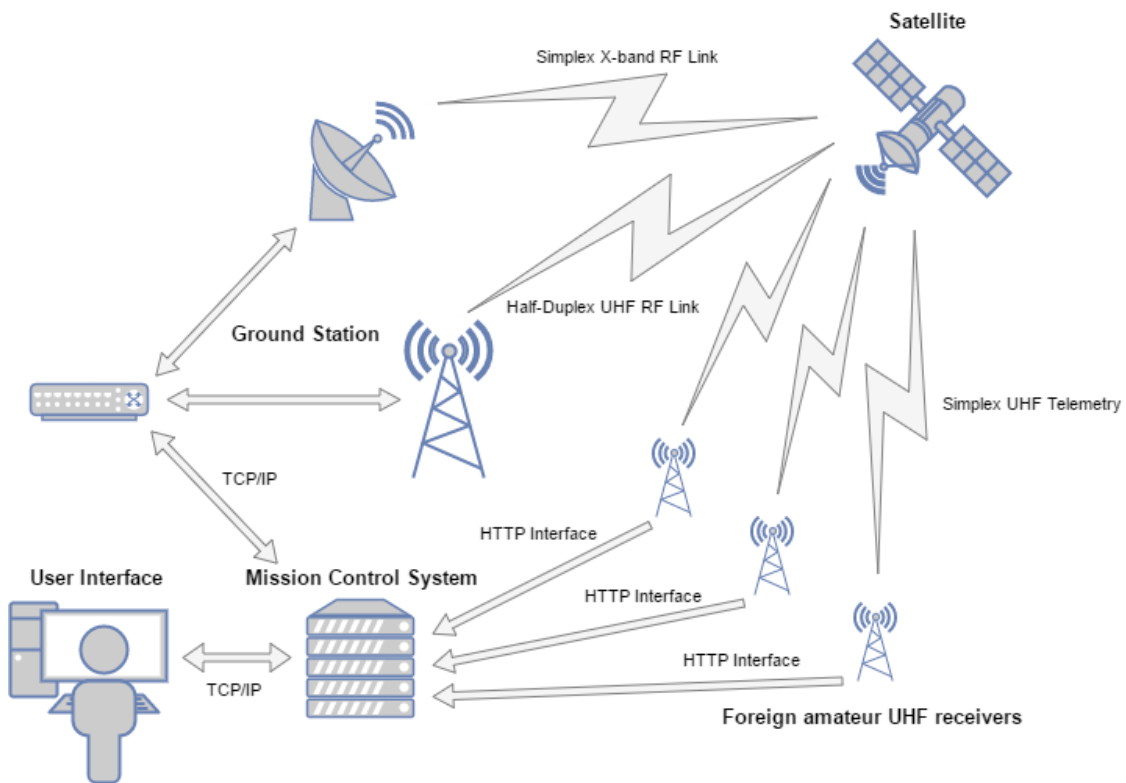 Satellite
Simplex X-band RF Link
Half-Duplex UHF RF Link
Ground Station
Simplex UHF Telemetry
TCP/IP
HTTP Interface
User Interface
Mission Control System
HTTP Interface
HTTP Interface
TCP/IP
Foreign amateur UHF receivers